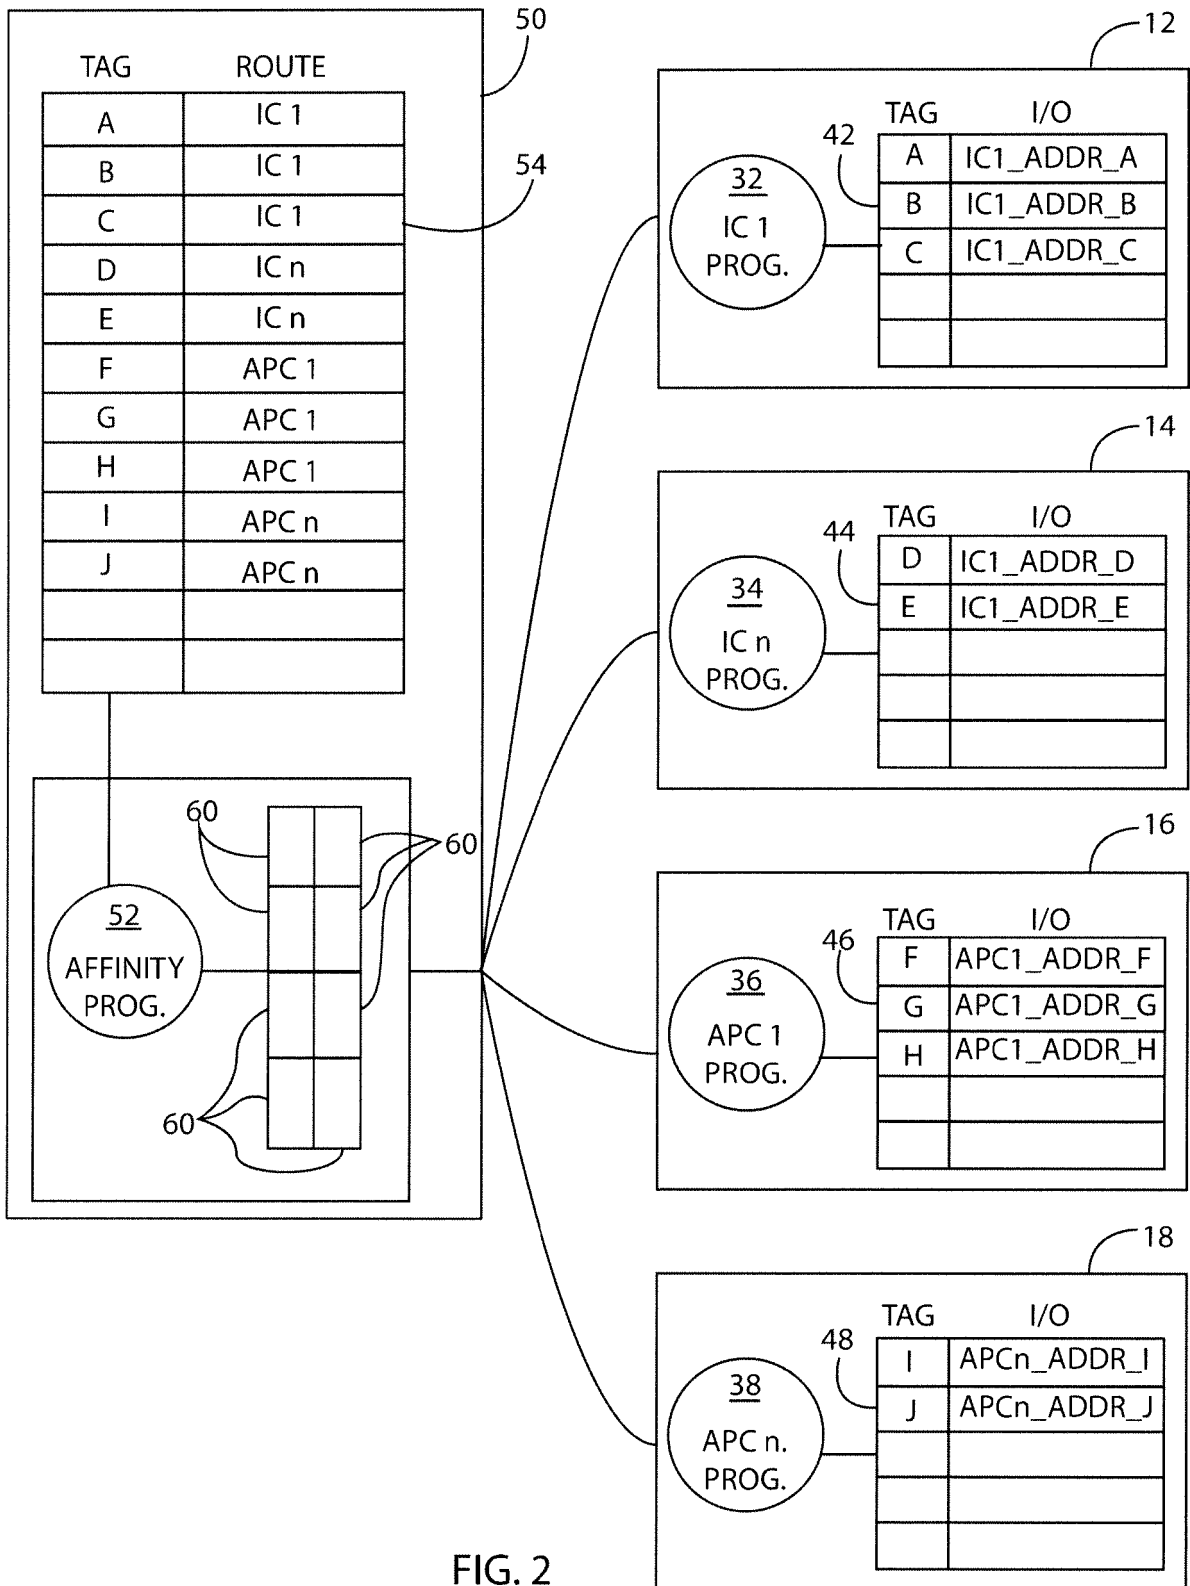 50
TAG ROUTE
A IC 1
B IC 1
C IC 1
D IC n
E IC n
F APC 1
G APC 1
H APC 1
I APC n
J APC n
54
60
60
52
AFFINITY
PROG.
60
12
TAG I/O
42
A IC1_ADDR_A
B IC1_ADDR_B
C IC1_ADDR_C
32
IC 1
PROG.
14
TAG I/O
44
D IC1_ADDR_D
E IC1_ADDR_E
34
IC n
PROG.
16
TAG I/O
46
F APC1_ADDR_F
G APC1_ADDR_G
H APC1_ADDR_H
36
APC 1
PROG.
18
TAG I/O
48
I APCn_ADDR_I
J APCn_ADDR_J
38
APC n.
PROG.
FIG. 2